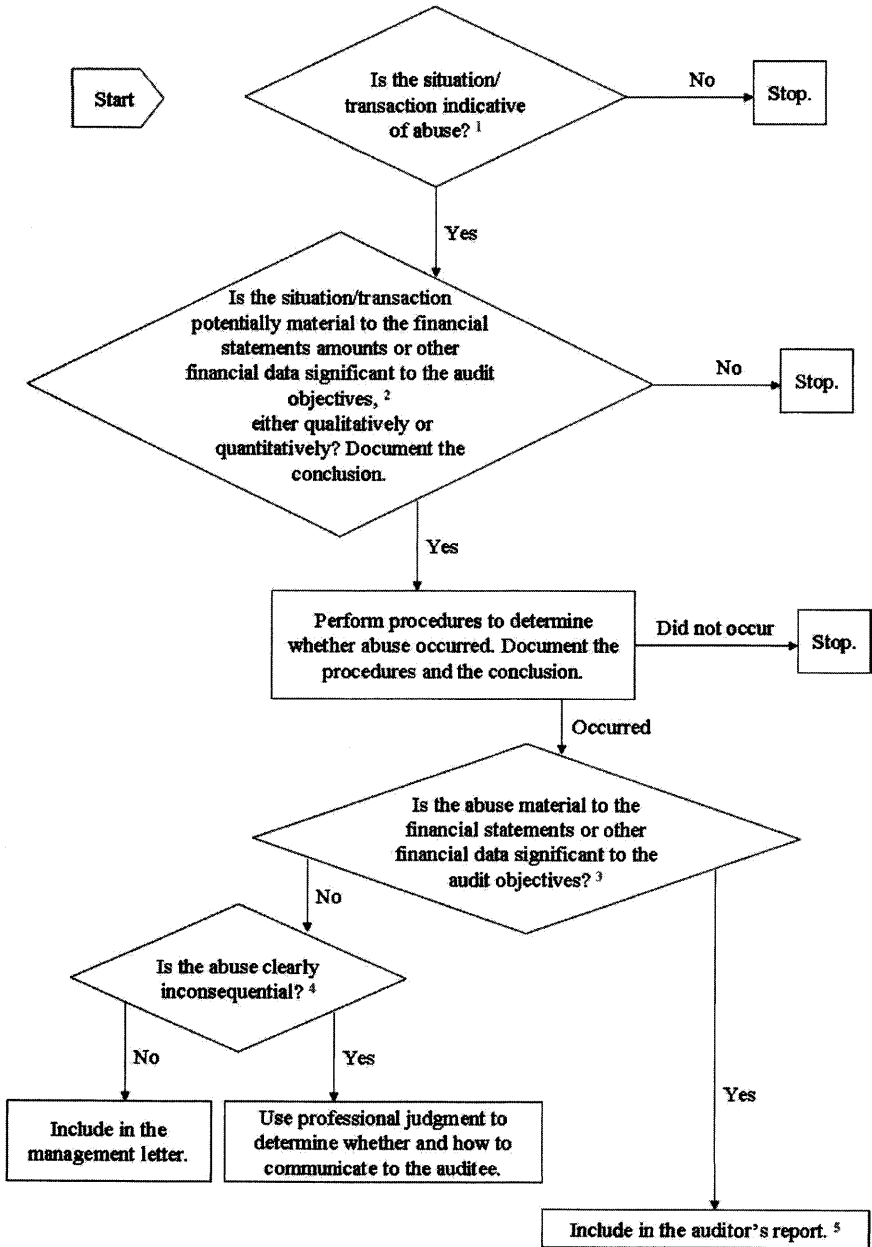 Start
Is the situation/
transaction indicative
of abuse? 1
No
Stop.
Yes
Is the situation/transaction
potentially material to the financial
statements amounts or other
financial data significant to the audit
objectives, 2
either qualitatively or
quantitatively? Document the
conclusion.
No
Stop.
Yes
Perform procedures to determine
whether abuse occurred. Document the
procedures and the conclusion.
Did not occur
Stop.
Occurred
Is the abuse material to the
financial statements or other
financial data significant to the
audit objectives? 3
No
Is the abuse clearly
inconsequential? 4
No
Yes
Yes
Include in the
management letter.
Use professional judgment to
determine whether and how to
communicate to the auditee.
Include in the auditor's report. 5